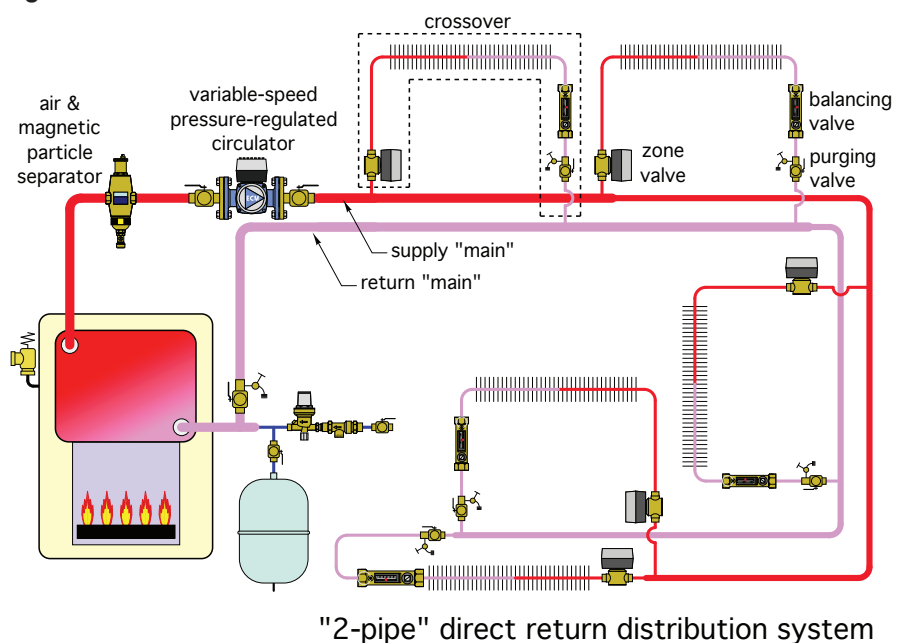 crossover
air &
magnetic
particle
separator
variable-speed
pressure-regulated
circulator
balancing
valve
zone
valve
purging
valve
supply "main"
return "main"
"2-pipe" direct return distribution system